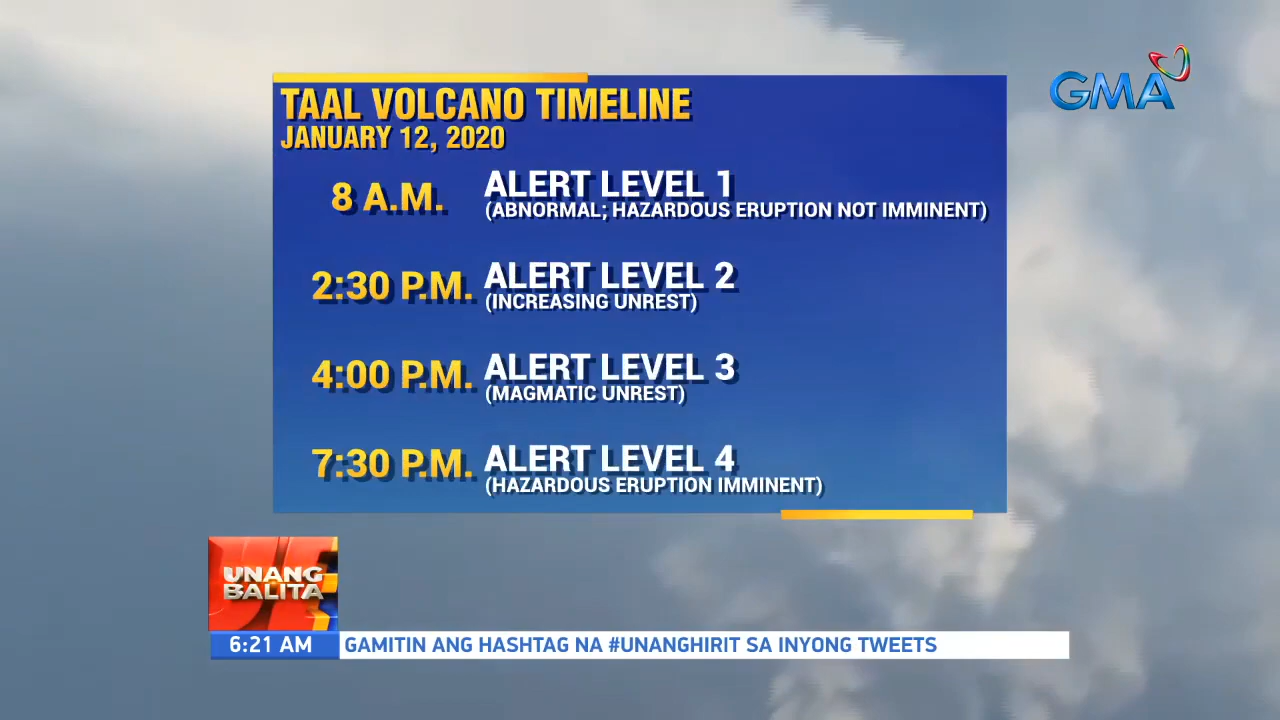 GMA
TAAL VOLCANO TIMELINE
JANUARY 12, 2020
8 A.M.
ALERT LEVEL 1
(ABNORMAL; HAZARDOUS ERUPTION NOT IMMINENT)
2:30 P.M.
ALERT LEVEL 2
(INCREASING UNREST)
4:00 P.M.
ALERT LEVEL 3
(MAGMATIC UNREST)
7:30 P.M.
ALERT LEVEL 4
(HAZARDOUS ERUPTION IMMINENT)
UNANG
BALITA
6:21 AM
GAMITIN ANG HASHTAG NA #UNANGHIRIT SA INYONG TWEETS